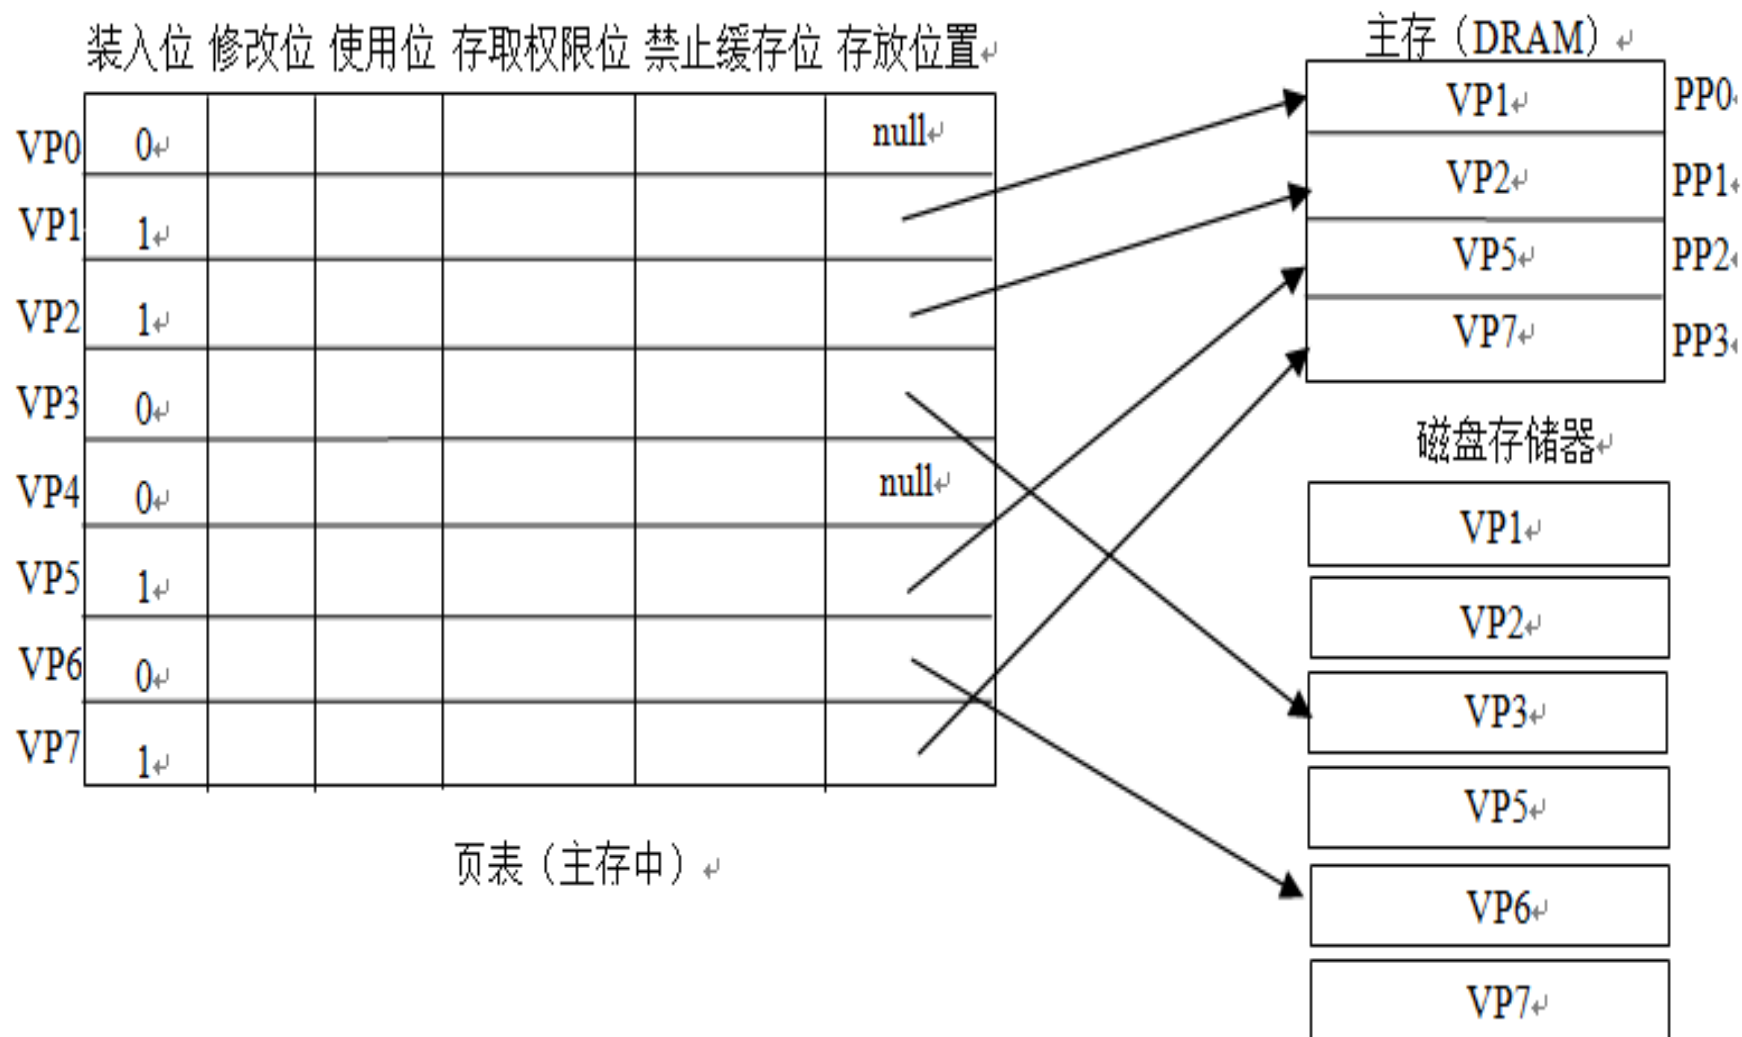 装入位 修改位 使用位 存取权限位 禁止缓存位 存放位置
VP0 0 null
VP1 1
VP2 1
VP3 0
VP4 0 null
VP5 1
VP6 0
VP7 1
页表（主存中）
主存（DRAM）
VP1 PP0
VP2 PP1
VP5 PP2
VP7 PP3
磁盘存储器
VP1
VP2
VP3
VP5
VP6
VP7